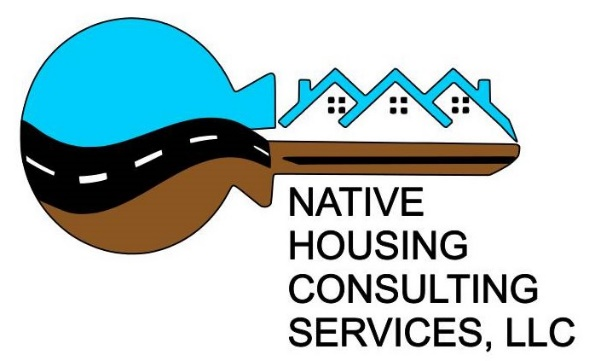 NATIVE
HOUSING
CONSULTING
SERVICES, LLC